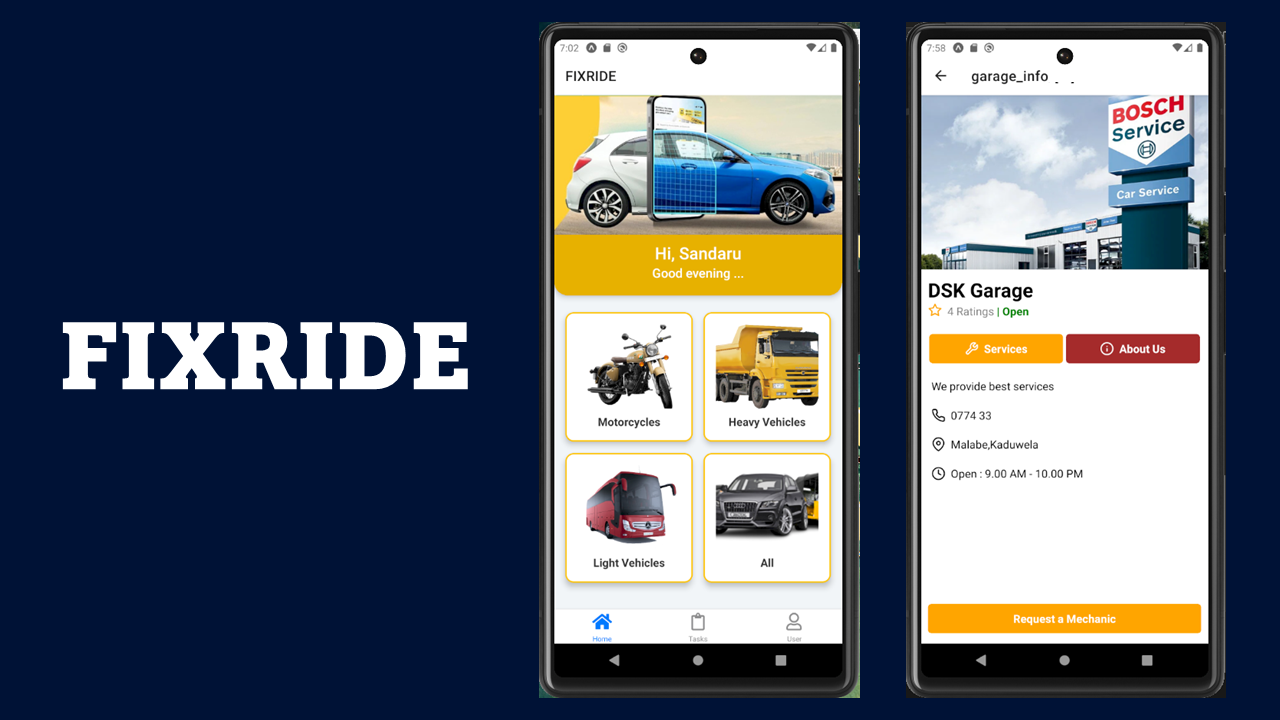 FIXRIDE
7:02
FIXRIDE
Hi, Sandaru
Good evening ...
Motorcycles
Heavy Vehicles
Light Vehicles
All
Home
Tasks
User
7:58
garage_info
BOSCH
Service
Car Service
DSK Garage
4 Ratings | Open
Services
About Us
We provide best services
0774 33
Malabe,Kaduwela
Open : 9.00 AM - 10.00 PM
Request a Mechanic